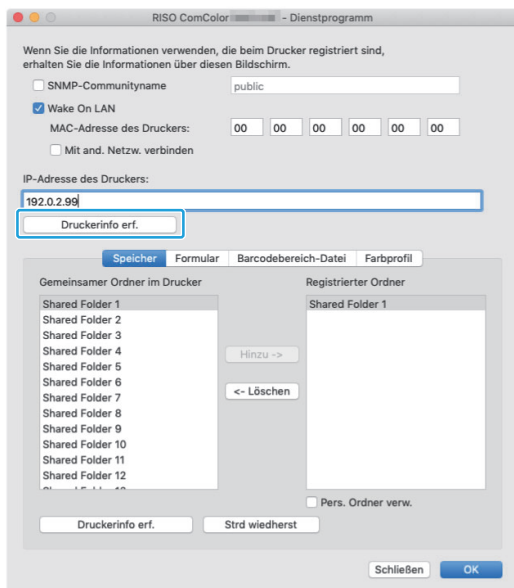 RISO ComColor - Dienstprogramm
Wenn Sie die Informationen verwenden, die beim Drucker registriert sind,
erhalten Sie die Informationen über diesen Bildschirm.
SNMP-Communityname public
Wake On LAN
MAC-Adresse des Druckers: 00 00 00 00 00 00
Mit and. Netzw. verbinden
IP-Adresse des Druckers:
192.0.2.99
Druckerinfo erf.
Speicher Formular Barcodebereich-Datei Farbprofil
Gemeinsamer Ordner im Drucker Registrierter Ordner
Shared Folder 1 Shared Folder 1
Shared Folder 2
Shared Folder 3
Shared Folder 4
Shared Folder 5
Shared Folder 6
Shared Folder 7
Shared Folder 8
Shared Folder 9
Shared Folder 10
Shared Folder 11
Shared Folder 12
Hinzu ->
<- Löschen
Pers. Ordner verw.
Druckerinfo erf. Strd wiedherst
Schließen OK